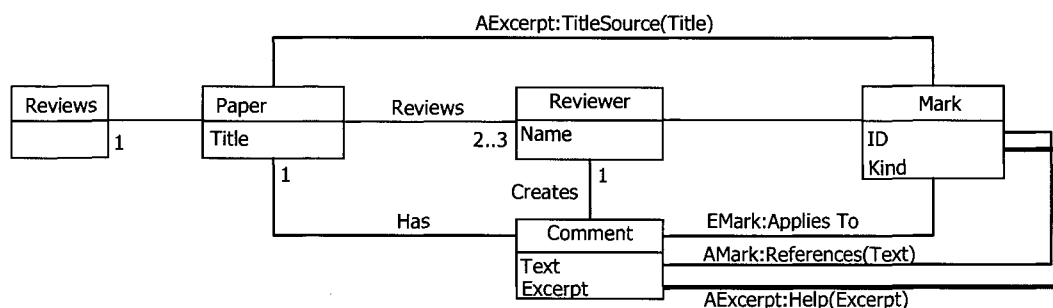 AExcerpt:TitleSource(Title)
Reviews
Paper
Reviews
Reviewer
Mark
1
Title
2..3
Name
ID
Kind
1
Creates
1
Has
Comment
EMark:Applies To
Text
AMark:References(Text)
Excerpt
AExcerpt:Help(Excerpt)